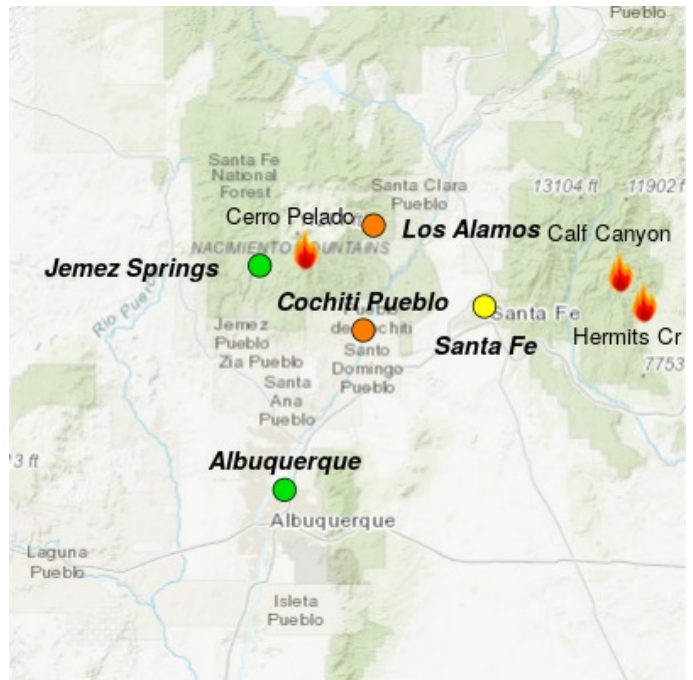 Pueblo
Santa Fe
National
Forest
Santa Clara
Pueblo
13104 ft
11902 ft
Cerro Pelado
Los Alamos
Calf Canyon
NACIMIENTO MOUNTAINS
Jemez Springs
Rio Puerco
Cochiti Pueblo
Santa Fe
Jemez
Pueblo
Zia Pueblo
Santo
Domingo
Pueblo
Santa Fe
Hermits Cr
7753
Santa
Ana
Pueblo
Albuquerque
13 ft
Albuquerque
Laguna
Pueblo
Isleta
Pueblo